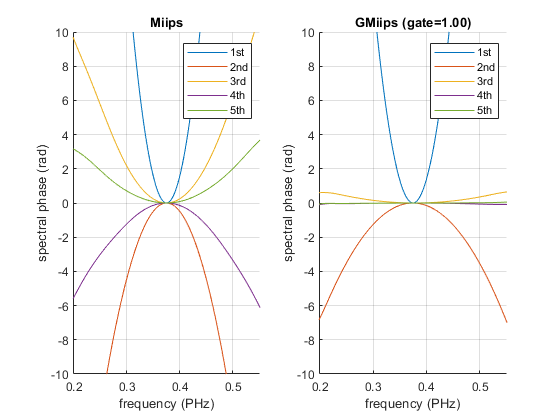 Miips
10
8
6
4
2
0
-2
-4
-6
-8
-10
0.2
0.3
0.4
0.5
spectral phase (rad)
frequency (PHz)
1st
2nd
3rd
4th
5th
GMiips (gate=1.00)
10
8
6
4
2
0
-2
-4
-6
-8
-10
0.2
0.3
0.4
0.5
spectral phase (rad)
frequency (PHz)
1st
2nd
3rd
4th
5th